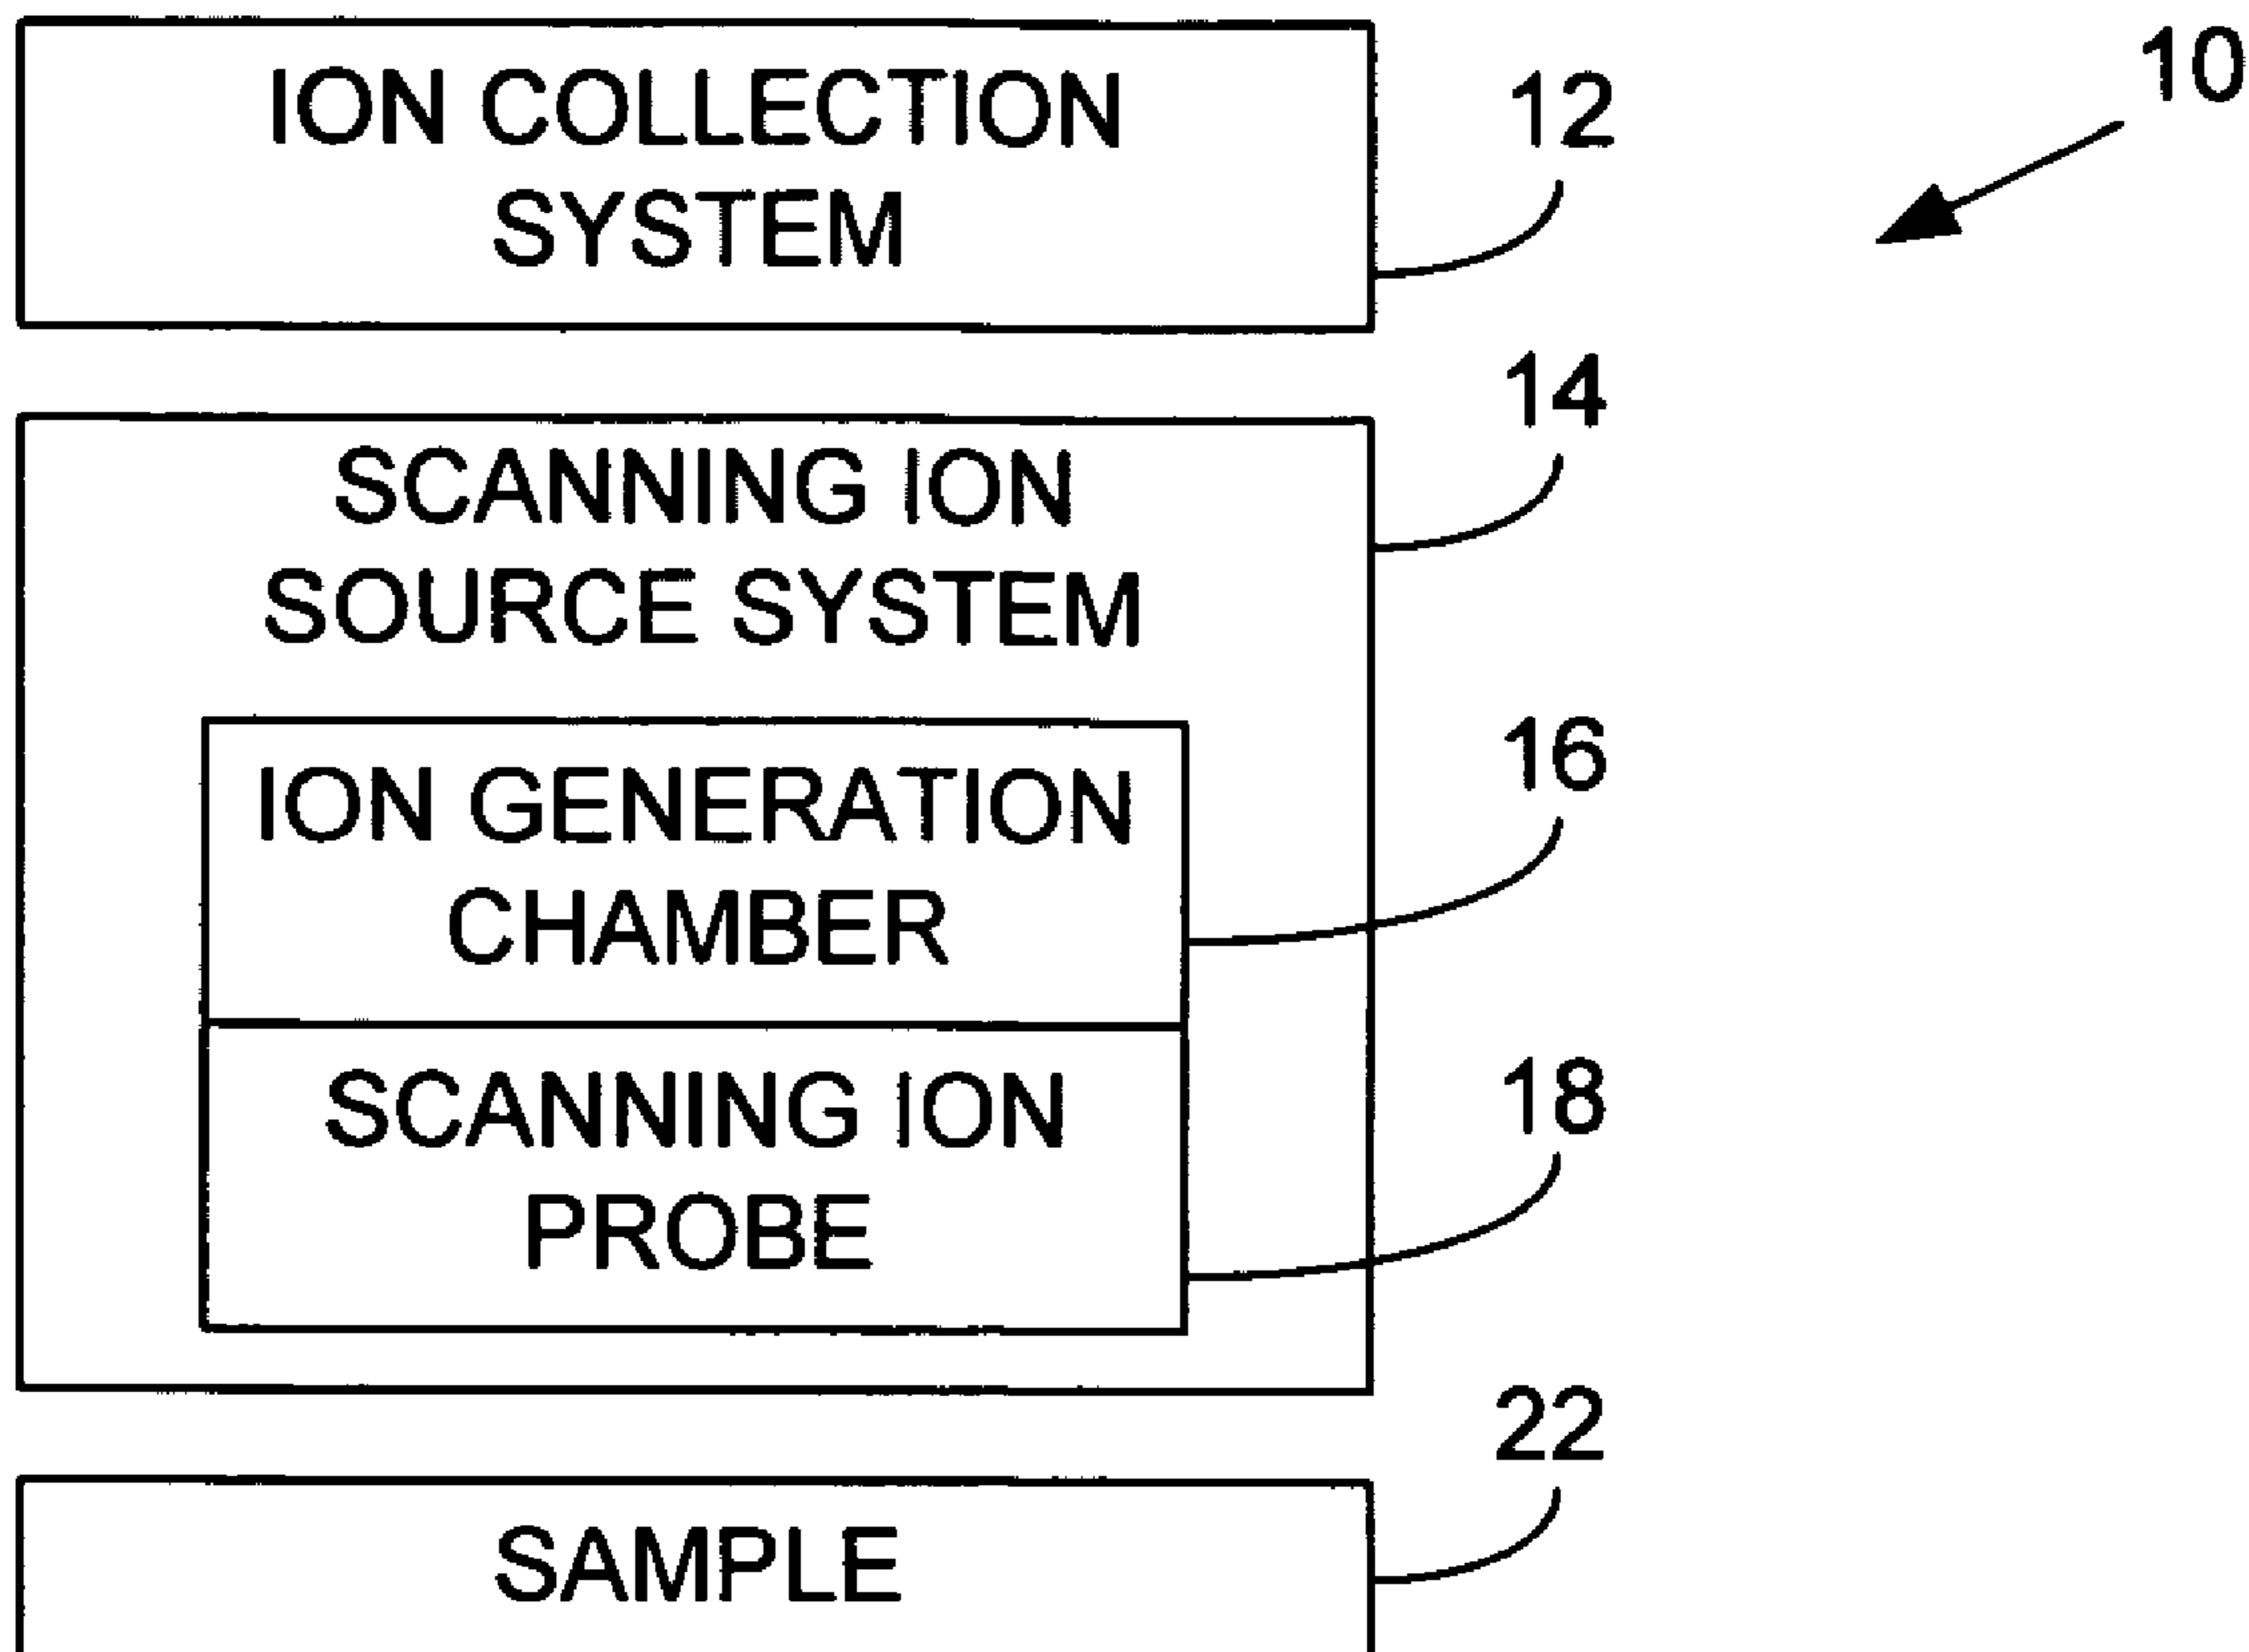 10
ION COLLECTION
SYSTEM
12
14
SCANNING ION
SOURCE SYSTEM
16
ION GENERATION
CHAMBER
18
SCANNING ION
PROBE
22
SAMPLE